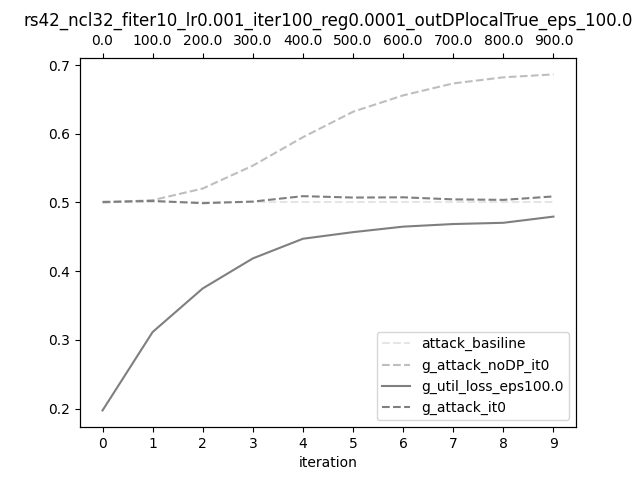 rs42_ncl32_fiter10_lr0.001_iter100_reg0.0001_outDPlocalTrue_eps_100.0
0.0 100.0 200.0 300.0 400.0 500.0 600.0 700.0 800.0 900.0
0.7
0.6
0.5
0.4
0.3
0.2
attack_basiline
g_attack_noDP_it0
g_util_loss_eps100.0
g_attack_it0
0 1 2 3 4 5 6 7 8 9
iteration